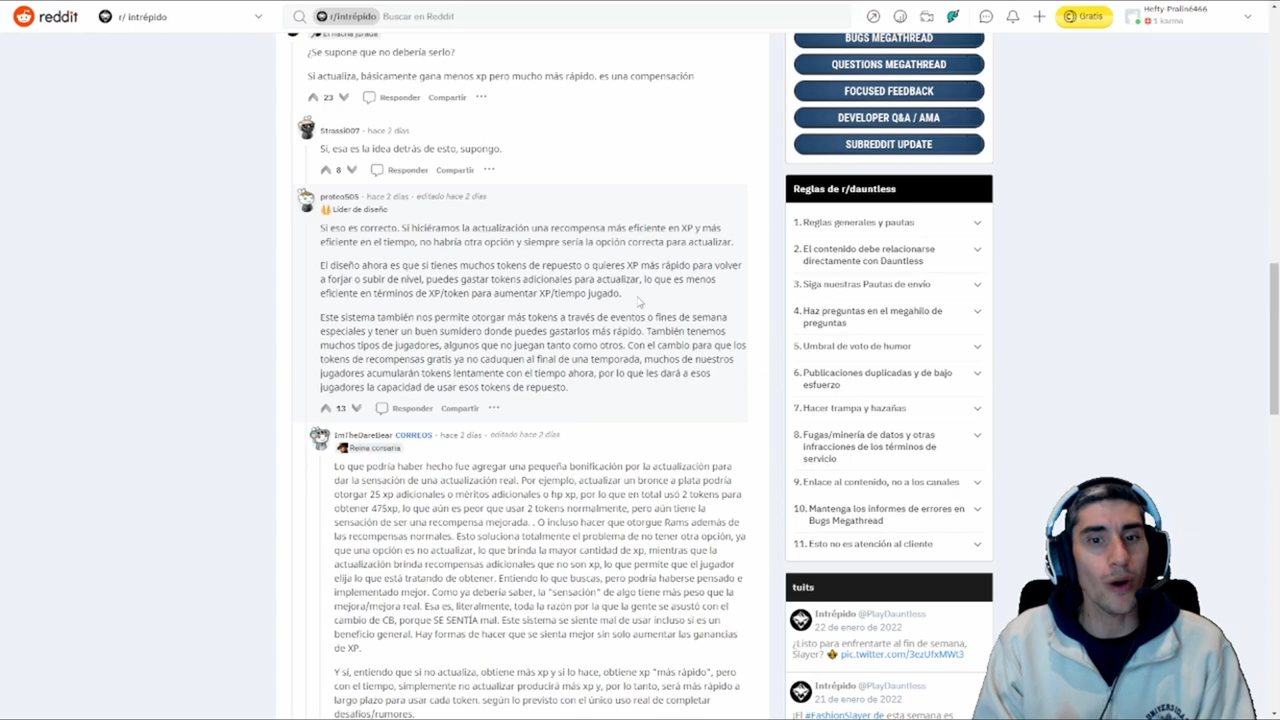 reddit
r/ intrépido
r/intrépido
Buscar en Reddit
Gratis
Hefty-Praline466
1 karma
¿Se supone que no debería serlo?
Si actualiza, básicamente gana menos xp pero mucho más rápido. es una compensación
23 Responder Compartir ...
Strassi007 · hace 2 días
Sí, esa es la idea detrás de esto, supongo.
8 Responder Compartir ...
proteo505 · hace 2 días · editado hace 2 días
Líder de diseño
Si eso es correcto. Si hiciéramos la actualización una recompensa más eficiente en XP y más
eficiente en el tiempo, no habría otra opción y siempre sería la opción correcta para actualizar.
El diseño ahora es que si tienes muchos tokens de repuesto o quieres XP más rápido para volver
a forjar o subir de nivel, puedes gastar tokens adicionales para actualizar, lo que es menos
eficiente en términos de XP/token para aumentar XP/tiempo jugado.
Este sistema también nos permite otorgar más tokens a través de eventos o fines de semana
especiales y tener un buen sumidero donde puedes gastarlos más rápido. También tenemos
muchos tipos de jugadores, algunos que no juegan tanto como otros. Con el cambio para que los
tokens de recompensas gratis ya no caduquen al final de una temporada, muchos de nuestros
jugadores acumularán tokens lentamente con el tiempo ahora, por lo que les dará a esos
jugadores la capacidad de usar esos tokens de repuesto.
13 Responder Compartir ...
ImTheDareBear CORREOS · hace 2 días · editado hace 2 días
Reina corsaria
Lo que podría haber hecho fue agregar una pequeña bonificación por la actualización para
dar la sensación de una actualización real. Por ejemplo, actualizar un bronce a plata podría
otorgar 25 xp adicionales o méritos adicionales o hp xp, por lo que en total usó 2 tokens para
obtener 475xp, lo que aún es peor que usar 2 tokens normalmente, pero aún tiene la
sensación de ser una recompensa mejorada. . O incluso hacer que otorgue Rams además de
las recompensas normales. Esto soluciona totalmente el problema de no tener otra opción, ya
que una opción es no actualizar, lo que brinda la mayor cantidad de xp, mientras que la
actualización brinda recompensas adicionales que no son xp, lo que permite que el jugador
elija lo que está tratando de obtener. Entiendo lo que buscas, pero podría haberse pensado e
implementado mejor. Como ya debería saber, la "sensación" de algo tiene más peso que la
mejora/mejora real. Esa es, literalmente, toda la razón por la que la gente se asustó con el
cambio de CB, porque SE SENTÍA mal. Este sistema se siente mal de usar incluso si es un
beneficio general. Hay formas de hacer que se sienta mejor sin solo aumentar las ganancias
de XP.
Y sí, entiendo que si no actualiza, obtiene más xp y si lo hace, obtiene xp "más rápido", pero
con el tiempo, simplemente no actualizar producirá más xp y, por lo tanto, será más rápido a
largo plazo para usar cada token. según lo previsto con el único uso real de completar
desafíos/rumores.
BUGS MEGATHREAD
QUESTIONS MEGATHREAD
FOCUSED FEEDBACK
DEVELOPER Q&A / AMA
SUBREDDIT UPDATE
Reglas de r/dauntless
1. Reglas generales y pautas
2. El contenido debe relacionarse
directamente con Dauntless
3. Siga nuestras Pautas de envío
4. Haz preguntas en el megahilo de
preguntas
5. Umbral de voto de humor
6. Publicaciones duplicadas y de bajo
esfuerzo
7. Hacer trampa y hazañas
8. Fugas/minería de datos y otras
infracciones de los términos de
servicio
9. Enlace al contenido, no a los canales
10. Mantenga los informes de errores en
Bugs Megathread
11. Esto no es atención al cliente
tuits
Intrépido @PlayDauntless
22 de enero de 2022
¿Listo para enfrentarte al fin de semana,
Slayer? pic.twitter.com/3ezUfxMWt3
Intrépido @PlayDauntless
21 de enero de 2022
¡El #FashionSlayer de esta semana es